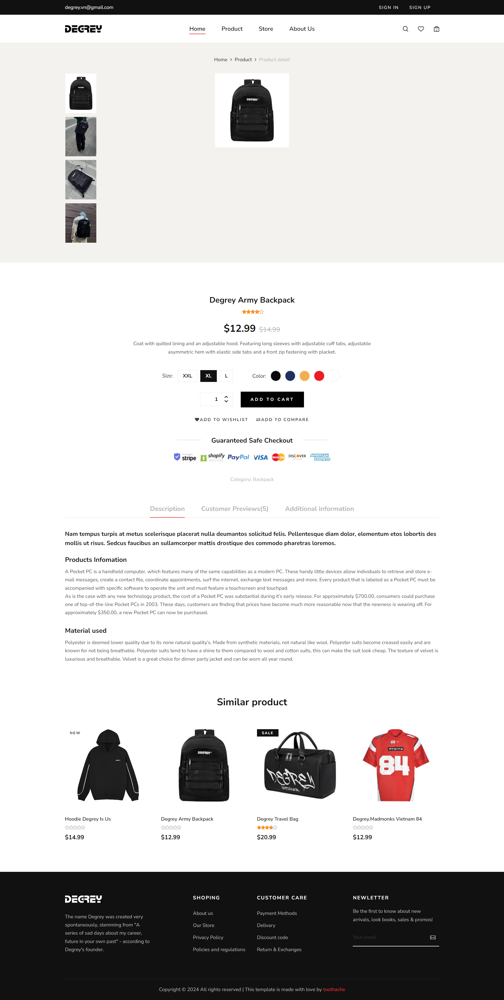 degrey.vn@gmail.com
SIGN IN SIGN UP
DEGREY
Home Product Store About Us
2
Home > Product > Product detail
DEGREY
Degrey Army Backpack
$12.99 $14.99
Coat with quilted lining and an adjustable hood. Featuring long sleeves with adjustable cuff tabs, adjustable
asymmetric hem with elastic side tabs and a front zip fastening with placket.
Size: XXL XL L Color:
1 ADD TO CART
ADD TO WISHLIST ADD TO COMPARE
Guaranteed Safe Checkout
Powered by
stripe shopify SECURE PayPal VISA MasterCard DISCOVER NETWORK AMERICAN EXPRESS
Category: Backpack
Description Customer Previews(5) Additional information
Nam tempus turpis at metus scelerisque placerat nulla deumantos solicitud felis. Pellentesque diam dolor, elementum etos lobortis des
mollis ut risus. Sedcus faucibus an sullamcorper mattis drostique des commodo pharetras loremos.
Products Infomation
A Pocket PC is a handheld computer, which features many of the same capabilities as a modern PC. These handy little devices allow individuals to retrieve and store e-
mail messages, create a contact file, coordinate appointments, surf the internet, exchange text messages and more. Every product that is labeled as a Pocket PC must be
accompanied with specific software to operate the unit and must feature a touchscreen and touchpad.
As is the case with any new technology product, the cost of a Pocket PC was substantial during it’s early release. For approximately $700.00, consumers could purchase
one of top-of-the-line Pocket PCs in 2003. These days, customers are finding that prices have become much more reasonable now that the newness is wearing off. For
approximately $350.00, a new Pocket PC can now be purchased.
Material used
Polyester is deemed lower quality due to its none natural quality’s. Made from synthetic materials, not natural like wool. Polyester suits become creased easily and are
known for not being breathable. Polyester suits tend to have a shine to them compared to wool and cotton suits, this can make the suit look cheap. The texture of velvet is
luxurious and breathable. Velvet is a great choice for dinner party jacket and can be worn all year round.
Similar product
NEW
DEGREY
SALE
DEGREY
degrey
84
Hoodie Degrey Is Us
$14.99
Degrey Army Backpack
$12.99
Degrey Travel Bag
$20.99
Degrey.Madmonks Vietnam 84
$12.99
DEGREY
The name Degrey was created very
spontaneously, stemming from "A
series of sad days about my career,
future in your own past" - according to
Degrey's founder.
SHOPING
About us
Our Store
Privacy Policy
Policies and regulations
CUSTOMER CARE
Payment Methods
Delivary
Discount code
Return & Exchanges
NEWLETTER
Be the first to know about new
arrivals, look books, sales & promos!
Your email
Copyright © 2024 All rights reserved | This template is made with love by toothache